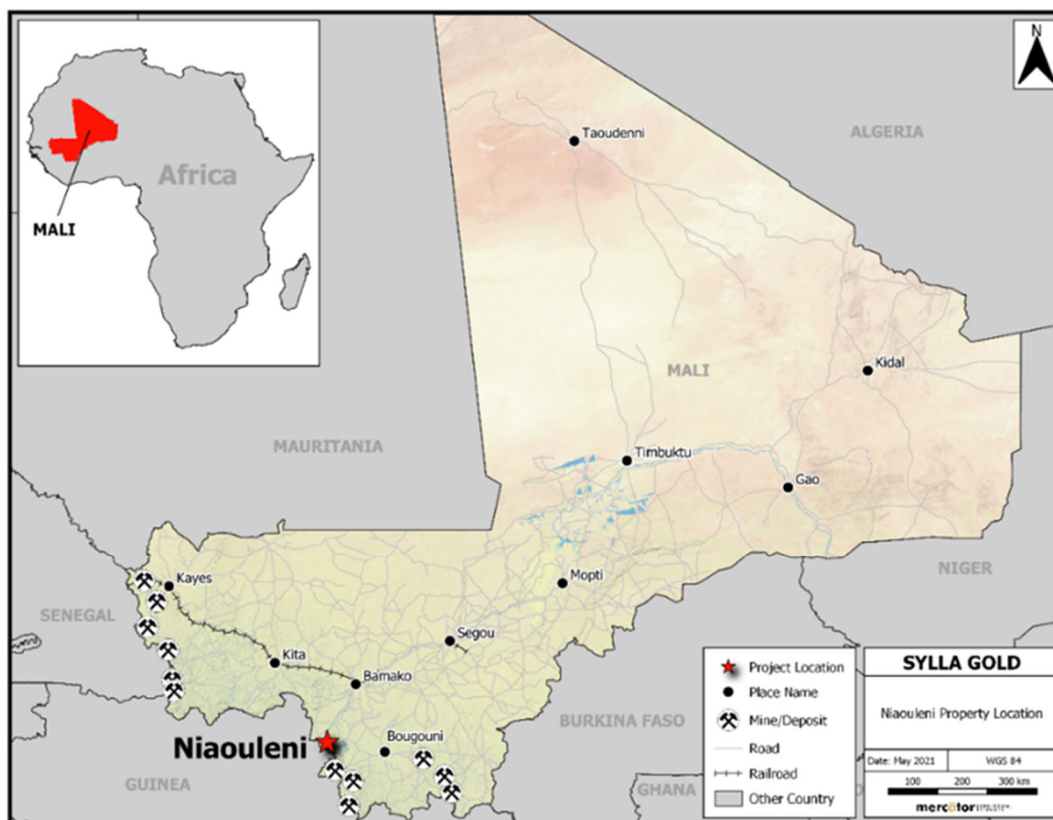 N
Africa
MALI
Taoudenni
ALGERIA
MALI
Kidal
MAURITANIA
Timbuktu
Gao
Mopti
NIGER
Kayes
SENEGAL
Segou
Kita
Bamako
BURKINA FASO
Niaouleni
Bougouni
GUINEA
GHANA
Project Location
Place Name
Mine/Deposit
Road
Railroad
Other Country
SYLLA GOLD
Niaouleni Property Location
Date: May 2021
WGS 84
100 200 300 km
mercator